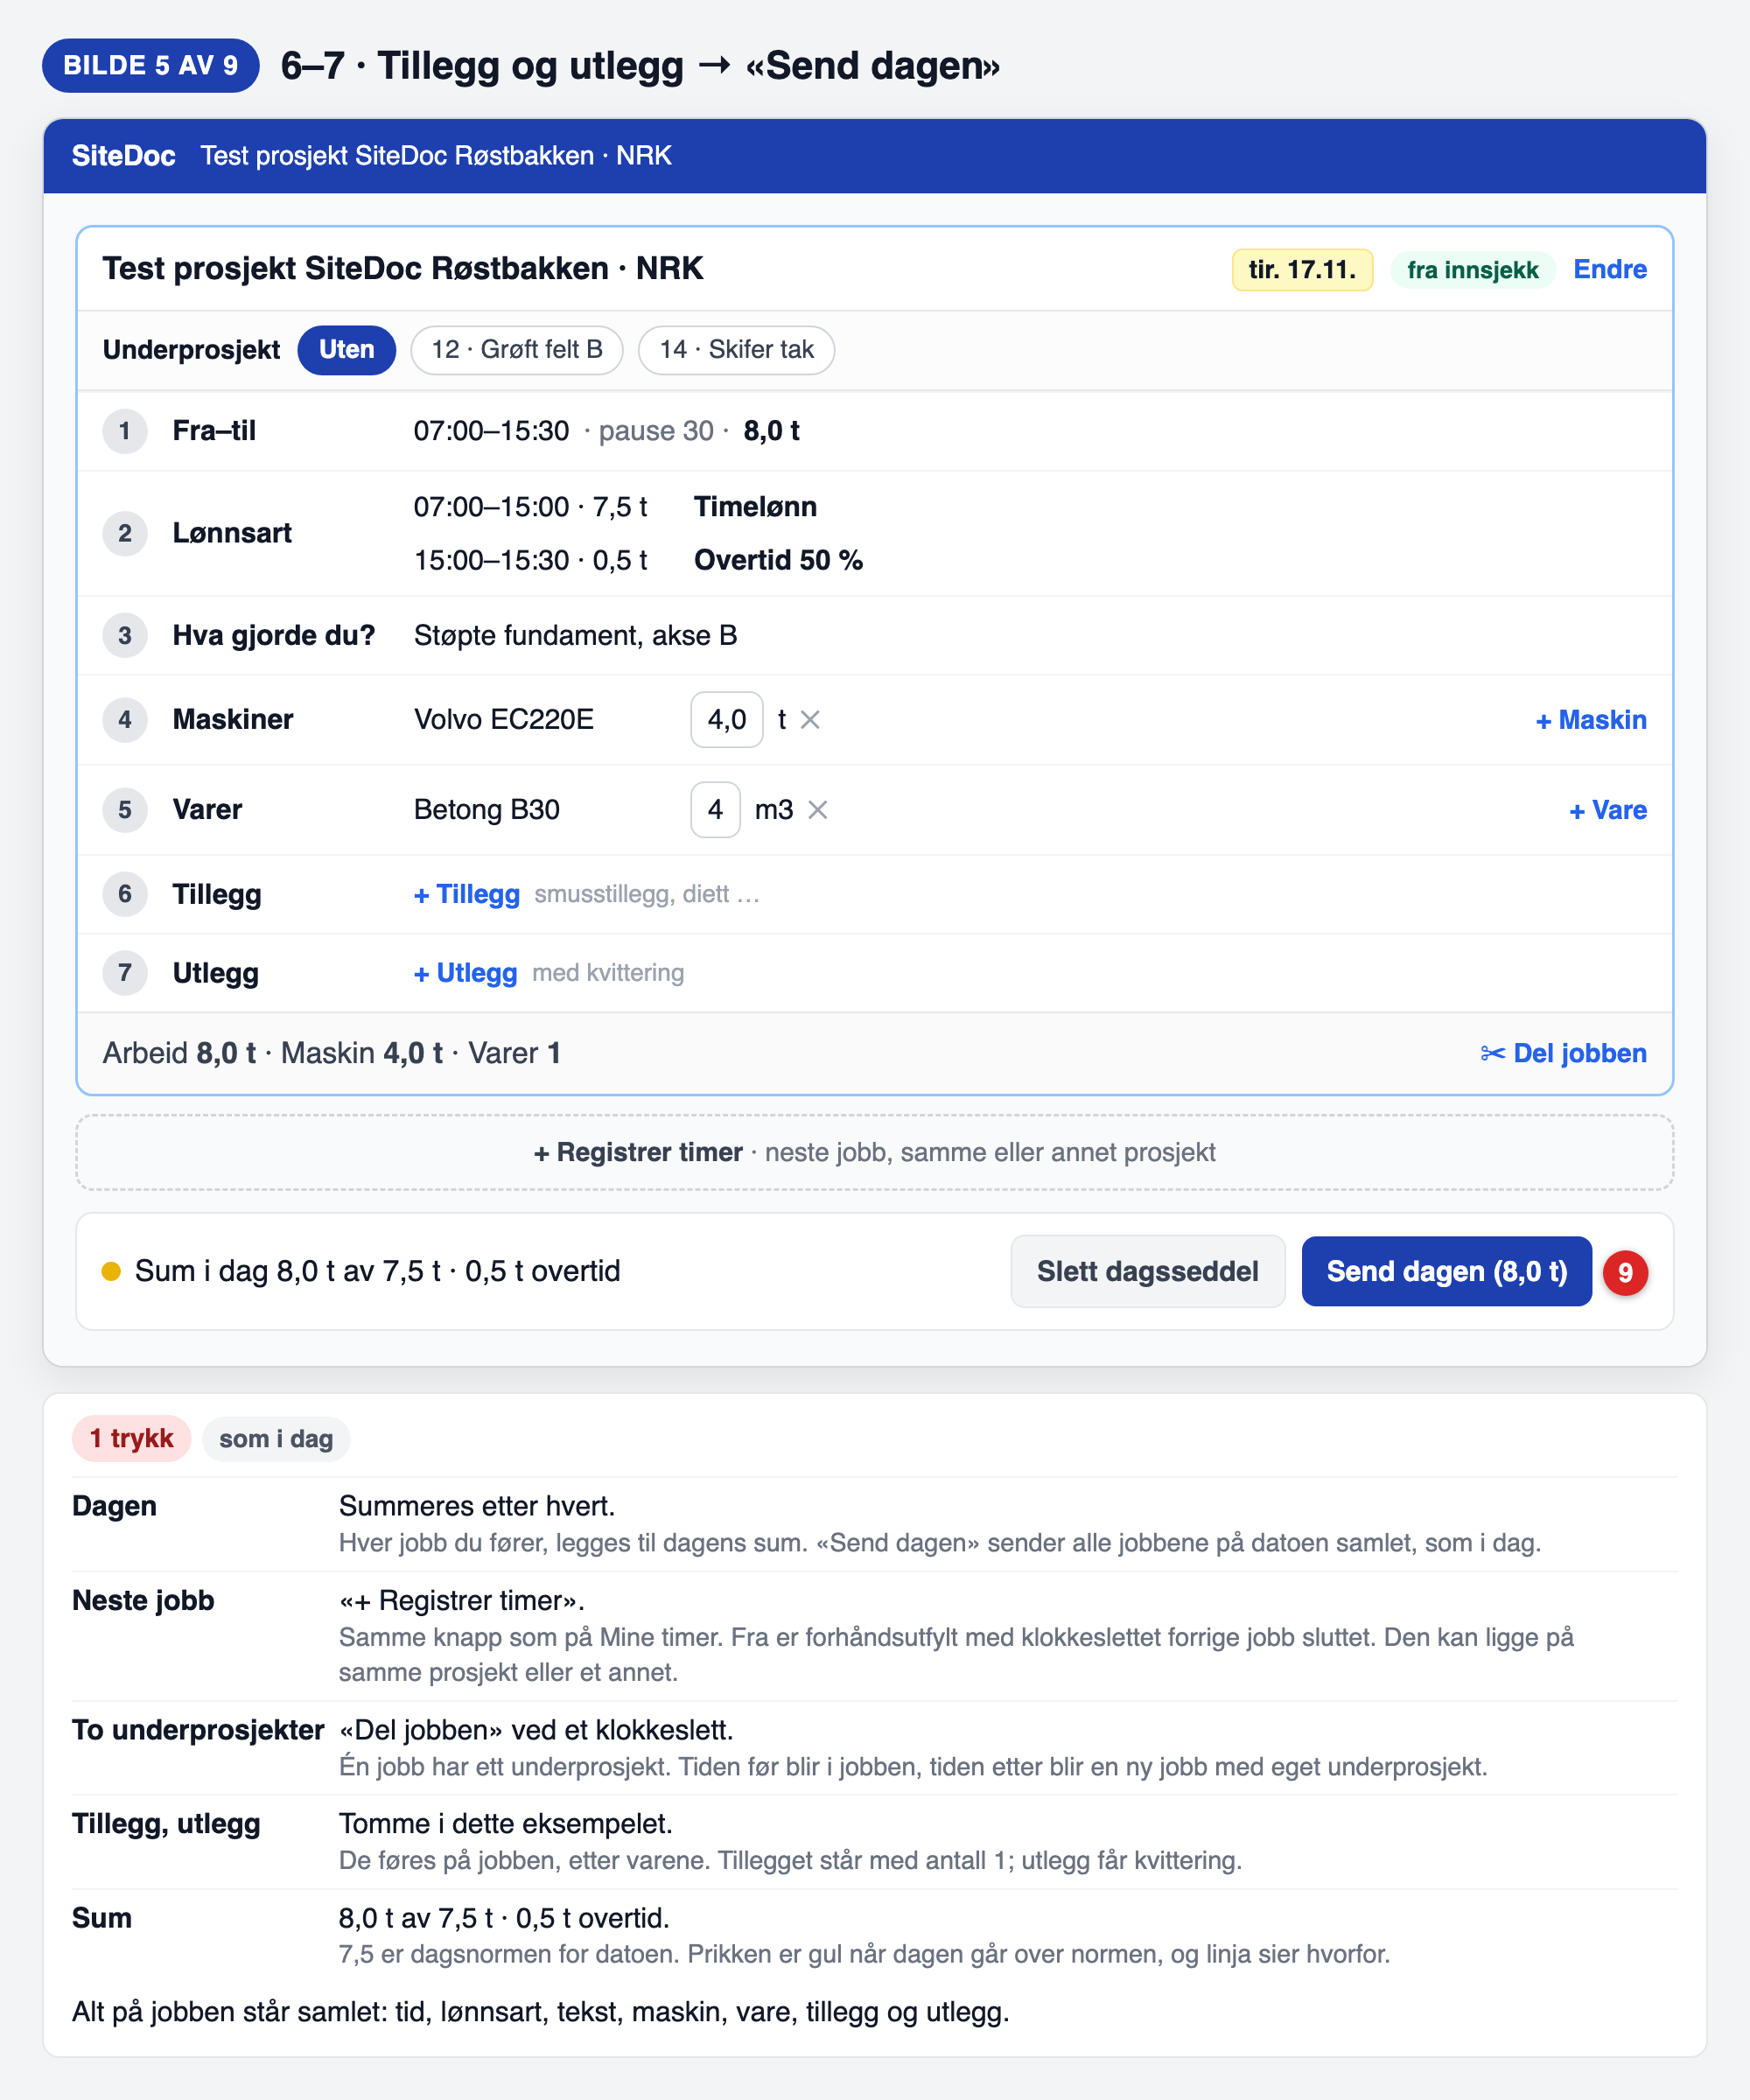 BILDE 5 AV 9 6–7 · Tillegg og utlegg → «Send dagen»
SiteDoc Test prosjekt SiteDoc Røstbakken · NRK
Test prosjekt SiteDoc Røstbakken · NRK tir. 17.11. fra innsjekk Endre
Underprosjekt Uten 12 · Grøft felt B 14 · Skifer tak
1 Fra–til 07:00–15:30 · pause 30 · 8,0 t
2 Lønnsart 07:00–15:00 · 7,5 t Timelønn
15:00–15:30 · 0,5 t Overtid 50 %
3 Hva gjorde du? Støpte fundament, akse B
4 Maskiner Volvo EC220E 4,0 t × + Maskin
5 Varer Betong B30 4 m3 × + Vare
6 Tillegg + Tillegg smusstillegg, diett …
7 Utlegg + Utlegg med kvittering
Arbeid 8,0 t · Maskin 4,0 t · Varer 1 ✂ Del jobben
+ Registrer timer · neste jobb, samme eller annet prosjekt
Sum i dag 8,0 t av 7,5 t · 0,5 t overtid Slett dagsseddel Send dagen (8,0 t) 9
1 trykk som i dag
Dagen Summeres etter hvert.
Hver jobb du fører, legges til dagens sum. «Send dagen» sender alle jobbene på datoen samlet, som i dag.
Neste jobb «+ Registrer timer».
Samme knapp som på Mine timer. Fra er forhåndsutfylt med klokkeslettet forrige jobb sluttet. Den kan ligge på
samme prosjekt eller et annet.
To underprosjekter «Del jobben» ved et klokkeslett.
Én jobb har ett underprosjekt. Tiden før blir i jobben, tiden etter blir en ny jobb med eget underprosjekt.
Tillegg, utlegg Tomme i dette eksempelet.
De føres på jobben, etter varene. Tillegget står med antall 1; utlegg får kvittering.
Sum 8,0 t av 7,5 t · 0,5 t overtid.
7,5 er dagsnormen for datoen. Prikken er gul når dagen går over normen, og linja sier hvorfor.
Alt på jobben står samlet: tid, lønnsart, tekst, maskin, vare, tillegg og utlegg.